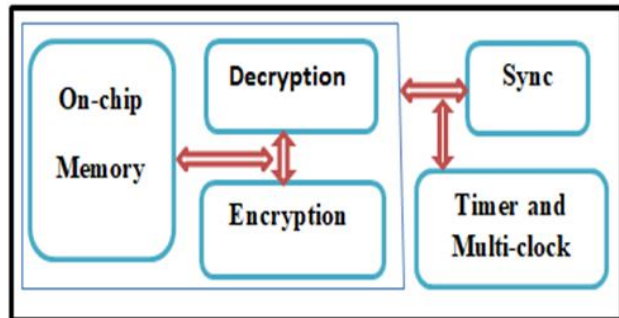 On-chip
Memory
Decryption
Encryption
Sync
Timer and
Multi-clock